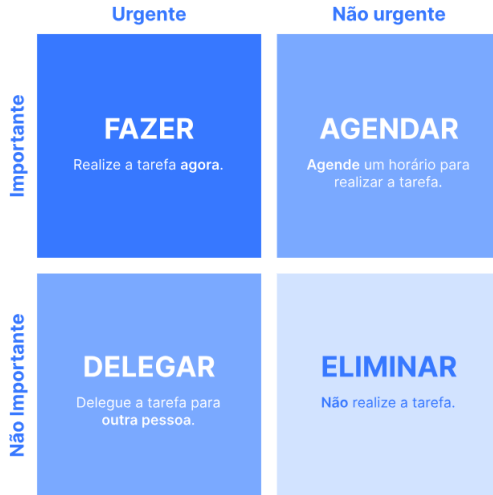 Urgente
Não urgente
Importante
FAZER
Realize a tarefa agora.
AGENDAR
Agende um horário para
realizar a tarefa.
Não Importante
DELEGAR
Delegue a tarefa para
outra pessoa.
ELIMINAR
Não realize a tarefa.